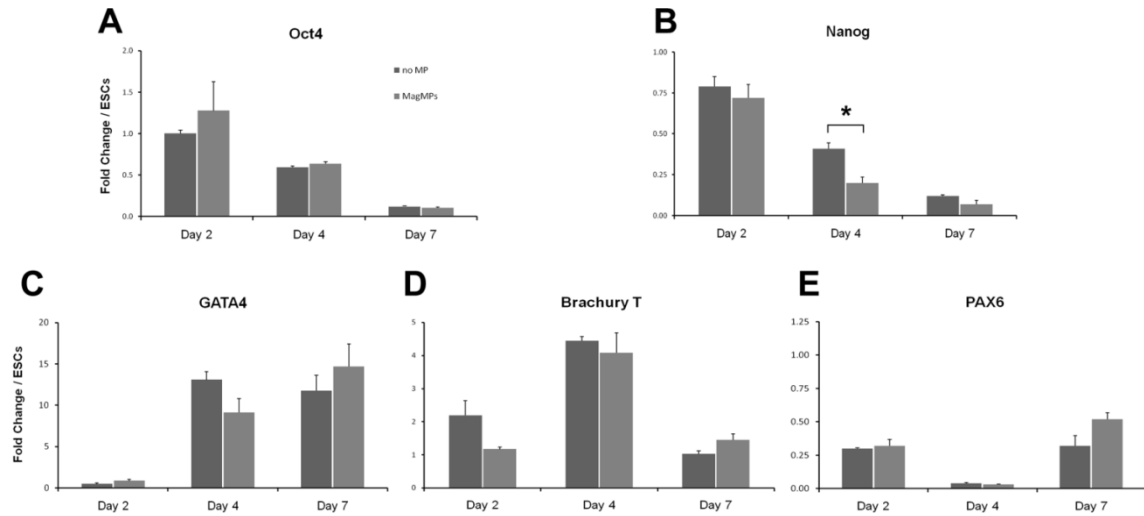 A
Oct4
Fold Change / ESCs
2.0
1.5
1.0
0.5
0.0
no MP
MagMPs
Day 2 Day 4 Day 7
B
Nanog
1.00
0.75
0.50
0.25
0.00
*
Day 2 Day 4 Day 7
C
GATA4
Fold Change / ESCs
20
15
10
5
0
Day 2 Day 4 Day 7
D
Brachury T
5
4
3
2
1
0
Day 2 Day 4 Day 7
E
PAX6
1.25
1.00
0.75
0.50
0.25
0.00
Day 2 Day 4 Day 7